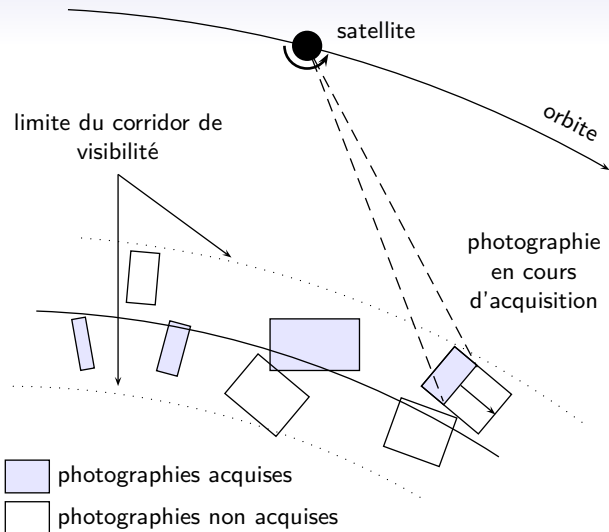 satellite
orbite
limite du corridor de
visibilité
photographie
en cours
d'acquisition
photographies acquises
photographies non acquises